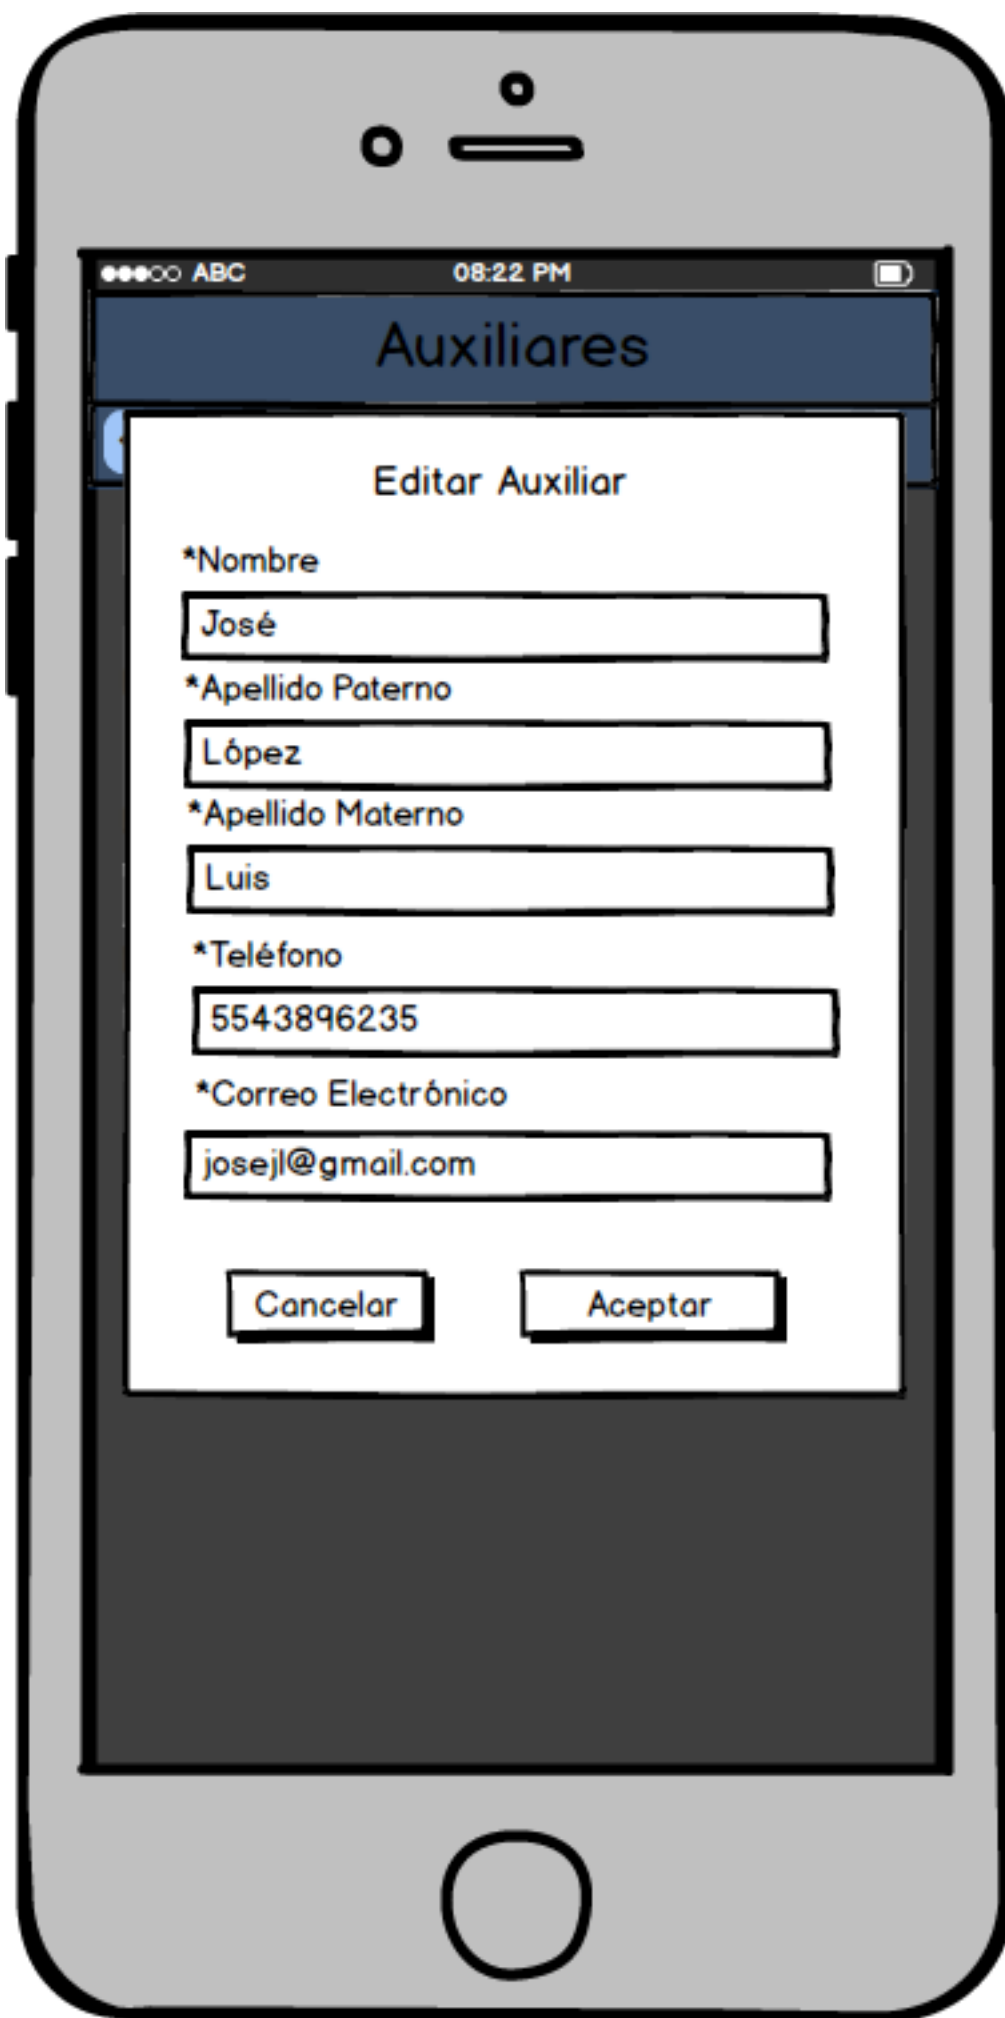 ABC 08:22 PM
Auxiliares
Editar Auxiliar
*Nombre
José
*Apellido Paterno
López
*Apellido Materno
Luis
*Teléfono
5543896235
*Correo Electrónico
josejl@gmail.com
Cancelar Aceptar